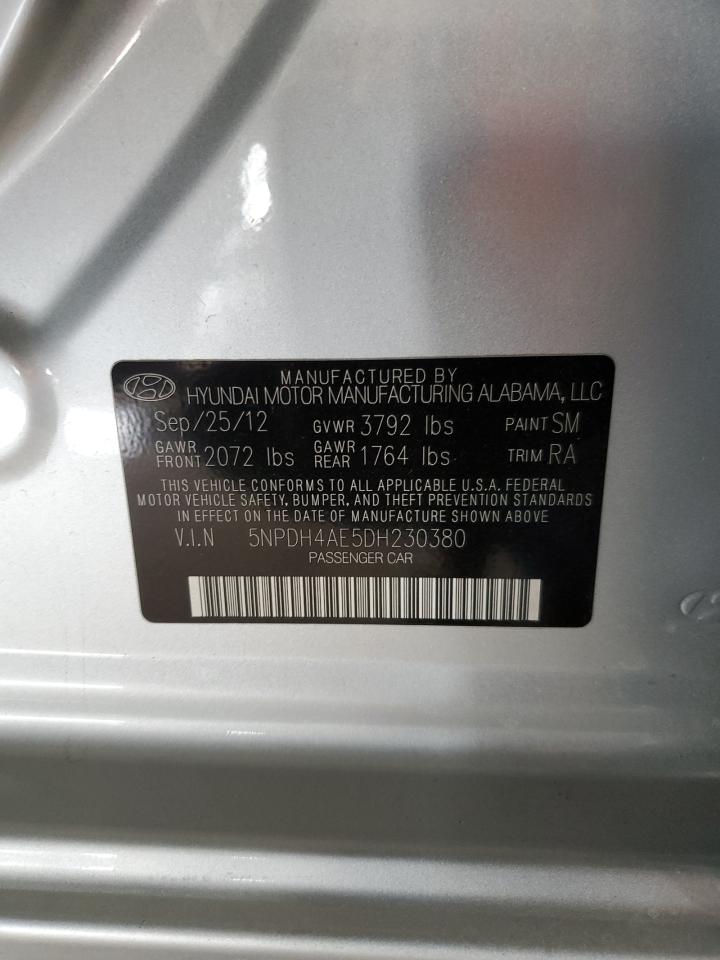 MANUFACTURED BY
HYUNDAI MOTOR MANUFACTURING ALABAMA, LLC
Sep/25/12 GVWR 3792 lbs PAINT SM
GAWR FRONT 2072 lbs GAWR REAR 1764 lbs TRIM RA
THIS VEHICLE CONFORMS TO ALL APPLICABLE U.S.A. FEDERAL
MOTOR VEHICLE SAFETY, BUMPER, AND THEFT PREVENTION STANDARDS
IN EFFECT ON THE DATE OF MANUFACTURE SHOWN ABOVE
V.I.N 5NPDH4AE5DH230380
PASSENGER CAR